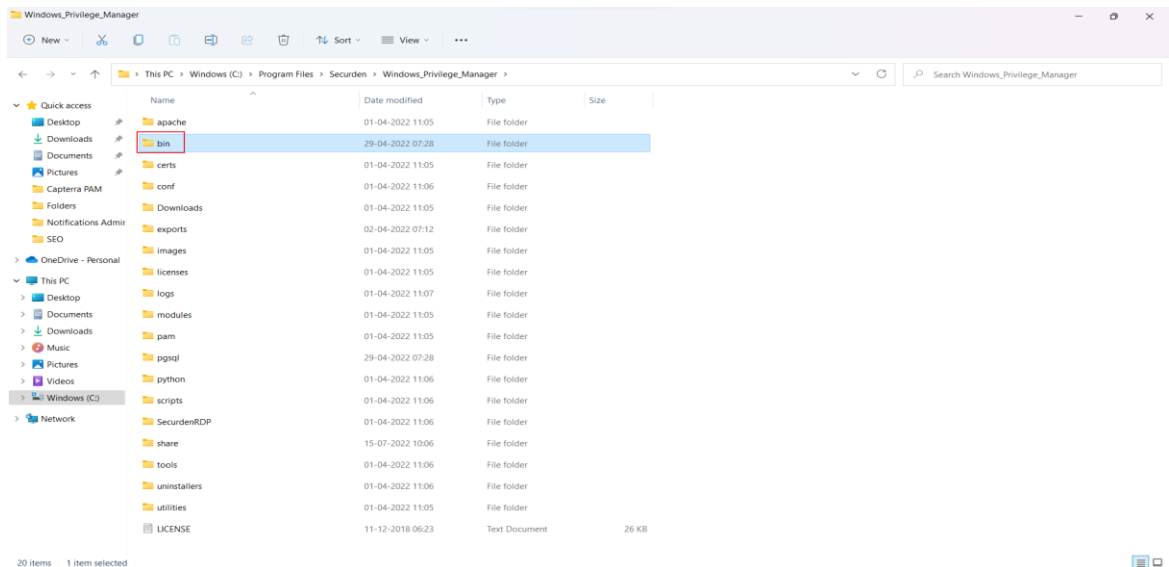 Windows_Privilege_Manager
New Sort View
This PC > Windows (C:) > Program Files > Securden > Windows_Privilege_Manager >
Search Windows_Privilege_Manager
Name Date modified Type Size
Quick access
Desktop
Downloads
Documents
Pictures
Capterra PAM
Folders
Notifications Admir
SEO
OneDrive - Personal
This PC
Desktop
Documents
Downloads
Music
Pictures
Videos
Windows (C:)
Network
apache 01-04-2022 11:05 File folder
bin 29-04-2022 07:28 File folder
certs 01-04-2022 11:05 File folder
conf 01-04-2022 11:06 File folder
Downloads 01-04-2022 11:05 File folder
exports 02-04-2022 07:12 File folder
images 01-04-2022 11:05 File folder
licenses 01-04-2022 11:05 File folder
logs 01-04-2022 11:07 File folder
modules 01-04-2022 11:05 File folder
pam 01-04-2022 11:05 File folder
pgsql 29-04-2022 07:28 File folder
python 01-04-2022 11:06 File folder
scripts 01-04-2022 11:06 File folder
SecurdenRDP 01-04-2022 11:06 File folder
share 15-07-2022 10:06 File folder
tools 01-04-2022 11:06 File folder
uninstallers 01-04-2022 11:06 File folder
utilities 01-04-2022 11:05 File folder
LICENSE 11-12-2018 06:23 Text Document 26 KB
20 items 1 item selected